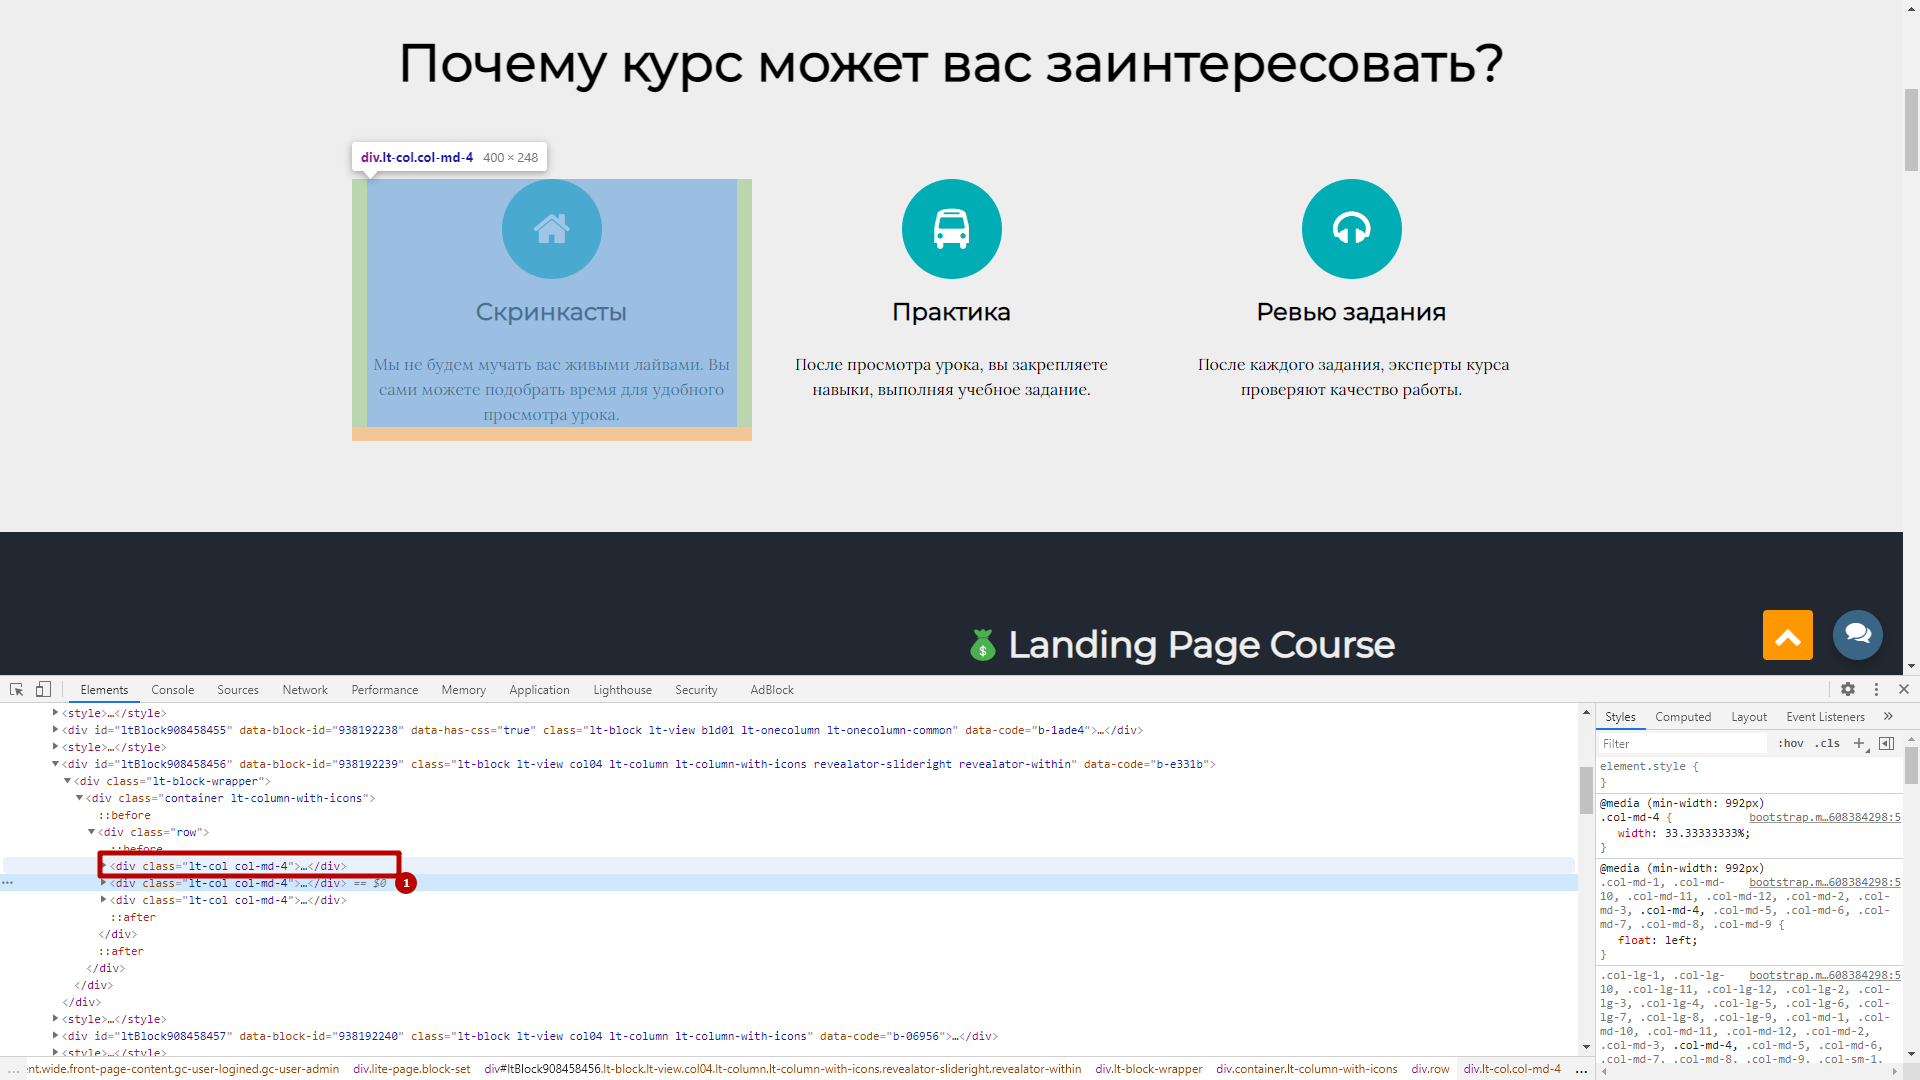 Почему курс может вас заинтересовать?
div.lt-col.col-md-4 400 × 248
Скринкасты
Мы не будем мучать вас живыми лайвами. Вы
сами можете подобрать время для удобного
просмотра урока.
Практика
После просмотра урока, вы закрепляете
навыки, выполняя учебное задание.
Ревью задания
После каждого задания, эксперты курса
проверяют качество работы.
$ Landing Page Course
Elements Console Sources Network Performance Memory Application Lighthouse Security AdBlock
<style>…</style>
<div id="ltBlock908458455" data-block-id="938192238" data-has-css="true" class="lt-block lt-view bld01 lt-onecolumn lt-onecolumn-common" data-code="b-1ade4">…</div>
<style>…</style>
<div id="ltBlock908458456" data-block-id="938192239" class="lt-block lt-view col04 lt-column lt-column-with-icons revealator-slideright revealator-within" data-code="b-e331b">
<div class="lt-block-wrapper">
<div class="container lt-column-with-icons">
::before
<div class="row">
::before
<div class="lt-col col-md-4">…</div>
<div class="lt-col col-md-4">…</div> == $0 1
<div class="lt-col col-md-4">…</div>
::after
</div>
::after
</div>
</div>
</div>
<style>…</style>
<div id="ltBlock908458457" data-block-id="938192240" class="lt-block lt-view col04 lt-column lt-column-with-icons" data-code="b-06956">…</div>
<style>…</style>
… ent.wide.front-page-content.gc-user-logined.gc-user-admin div.lite-page.block-set div#ltBlock908458456.lt-block.lt-view.col04.lt-column.lt-column-with-icons.revealator-slideright.revealator-within div.lt-block-wrapper div.container.lt-column-with-icons div.row div.lt-col.col-md-4 …
Styles Computed Layout Event Listeners »
Filter :hov .cls +
element.style {
}
@media (min-width: 992px)
.col-md-4 { bootstrap.m…608384298:5
width: 33.33333333%;
}
@media (min-width: 992px)
.col-md-1, .col-md- bootstrap.m…608384298:5
10, .col-md-11, .col-md-12, .col-md-2, .col-
md-3, .col-md-4, .col-md-5, .col-md-6, .col-
md-7, .col-md-8, .col-md-9 {
float: left;
}
.col-lg-1, .col-lg- bootstrap.m…608384298:5
10, .col-lg-11, .col-lg-12, .col-lg-2, .col-
lg-3, .col-lg-4, .col-lg-5, .col-lg-6, .col-
lg-7, .col-lg-8, .col-lg-9, .col-md-1, .col-
md-10, .col-md-11, .col-md-12, .col-md-2,
.col-md-3, .col-md-4, .col-md-5, .col-md-6,
.col-md-7, .col-md-8, .col-md-9, .col-sm-1,